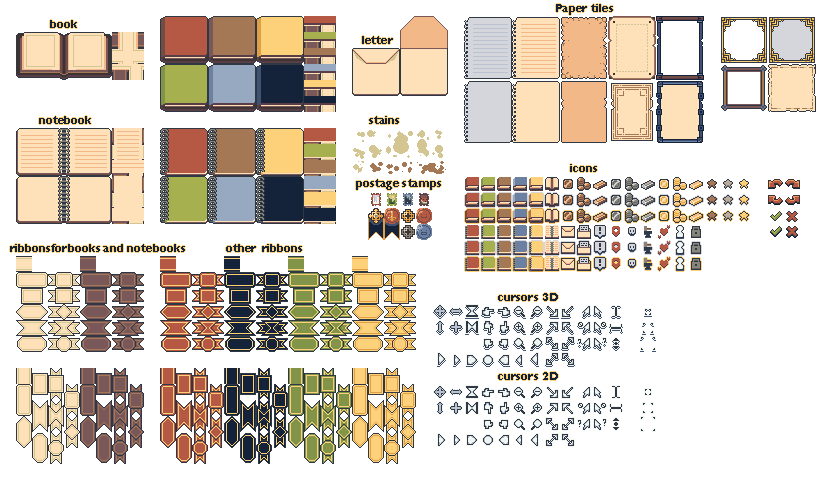 Paper tiles
book
letter
notebook
stains
icons
postage stamps
ribbonsforbooks and notebooks
other ribbons
cursors 3D
cursors 2D